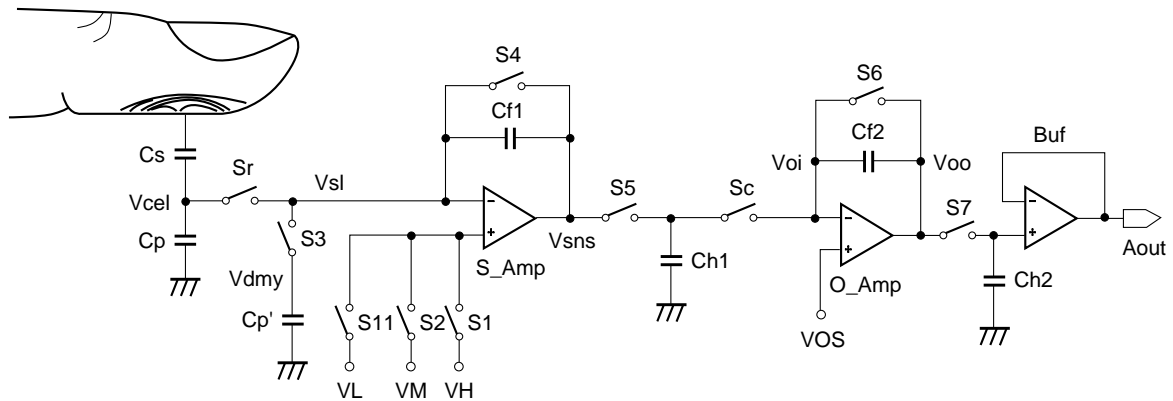 S4
S6
Cf1
Cf2
Buf
Cs
Sr
Vsl
Voi
Voo
S5
Sc
Vcel
S7
S3
Vsns
Cp
S_Amp
Ch1
Aout
Vdmy
O_Amp
Ch2
Cp'
S11
S2
S1
VOS
VL
VM
VH